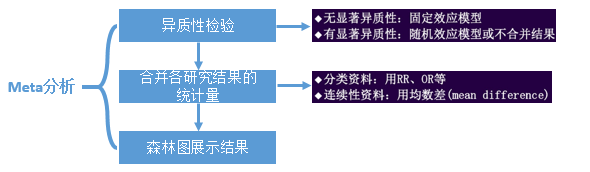 Meta分析
异质性检验
◆无显著异质性：固定效应模型
◆有显著异质性：随机效应模型或不合并结果
合并各研究结果的
统计量
◆分类资料：用RR、OR等
◆连续性资料：用均数差(mean difference)
森林图展示结果